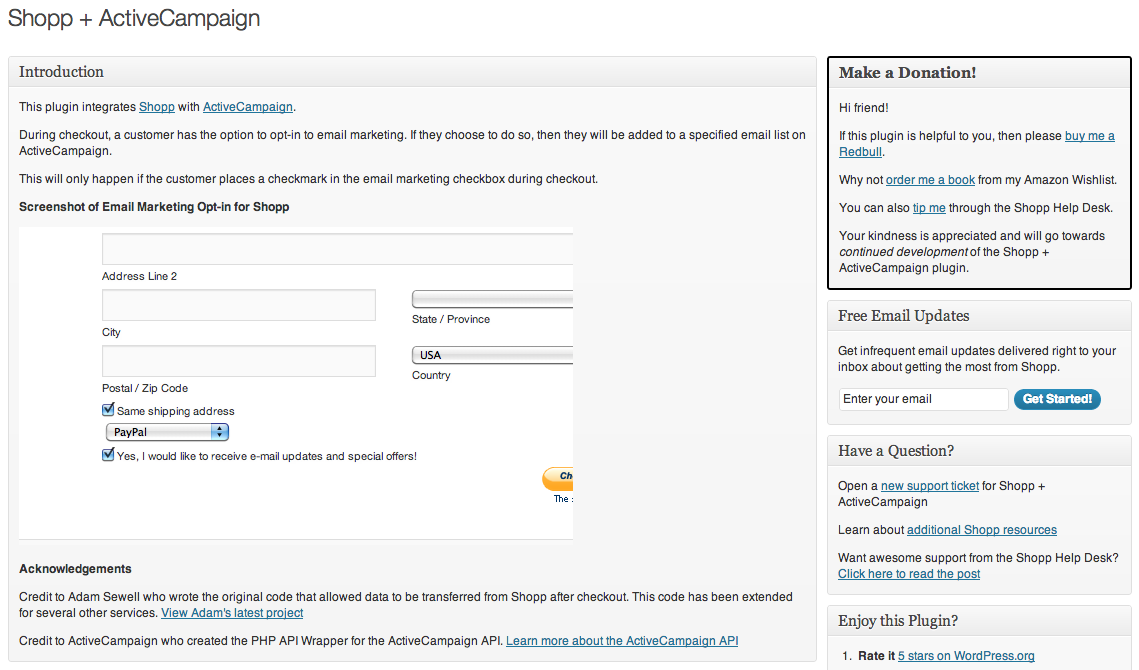 Shopp + ActiveCampaign
Introduction
This plugin integrates Shopp with ActiveCampaign.
During checkout, a customer has the option to opt-in to email marketing. If they choose to do so, then they will be added to a specified email list on
ActiveCampaign.
This will only happen if the customer places a checkmark in the email marketing checkbox during checkout.
Screenshot of Email Marketing Opt-in for Shopp
Address Line 2
City
State / Province
USA
Country
Postal / Zip Code
Same shipping address
PayPal
Yes, I would like to receive e-mail updates and special offers!
Ch
The
Acknowledgements
Credit to Adam Sewell who wrote the original code that allowed data to be transferred from Shopp after checkout. This code has been extended
for several other services. View Adam's latest project
Credit to ActiveCampaign who created the PHP API Wrapper for the ActiveCampaign API. Learn more about the ActiveCampaign API
Make a Donation!
Hi friend!
If this plugin is helpful to you, then please buy me a
Redbull.
Why not order me a book from my Amazon Wishlist.
You can also tip me through the Shopp Help Desk.
Your kindness is appreciated and will go towards
continued development of the Shopp +
ActiveCampaign plugin.
Free Email Updates
Get infrequent email updates delivered right to your
inbox about getting the most from Shopp.
Enter your email
Get Started!
Have a Question?
Open a new support ticket for Shopp +
ActiveCampaign
Learn about additional Shopp resources
Want awesome support from the Shopp Help Desk?
Click here to read the post
Enjoy this Plugin?
1. Rate it 5 stars on WordPress.org